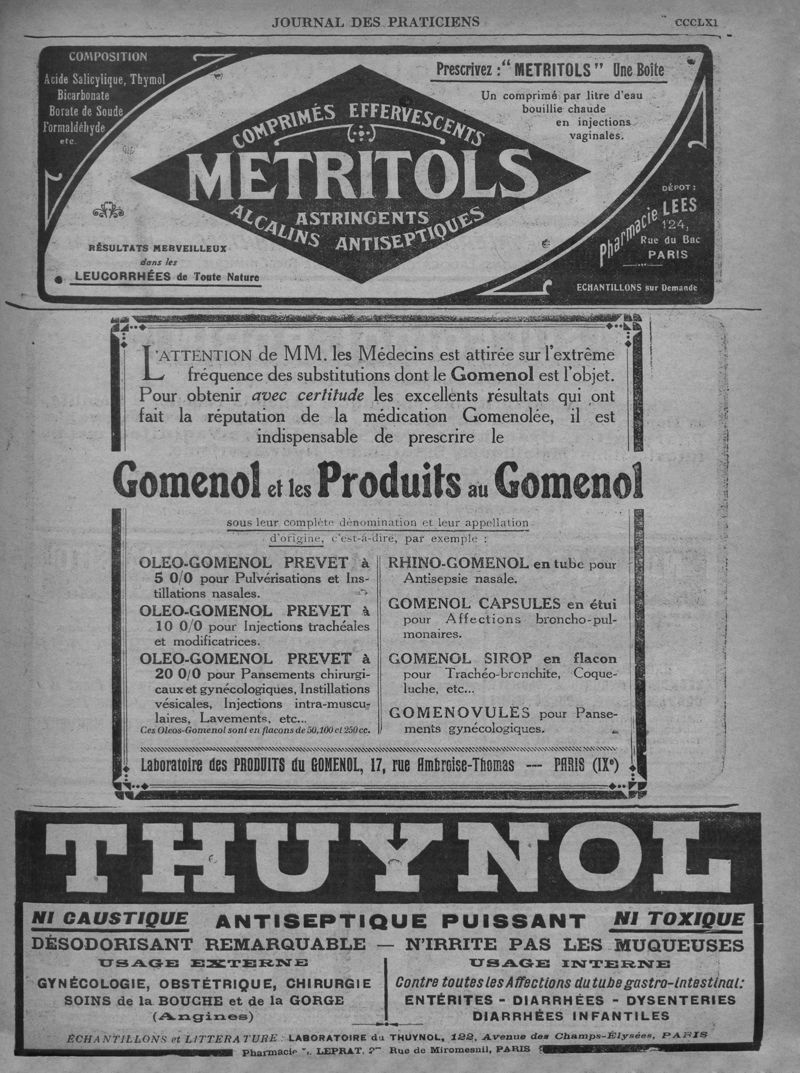 JOURNAL DES PRATICIENS
CCCLXI
COMPOSITION
Acide Salicylique, Thymol
Bicarbonate
Borate de Soude
Formaldéhyde
etc.
Prescrivez : "METRITOLS" Une Boîte
Un comprimé par litre d'eau
bouillie chaude
en injections
vaginales.
COMPRIMÉS EFFERVESCENTS
METRITOLS
ASTRINGENTS
ALCALINS ANTISEPTIQUES
RÉSULTATS MERVEILLEUX
dans les
LEUCORRHÉES de Toute Nature
DÉPOT :
Pharmacie LEES
124,
Rue du Bac
PARIS
ECHANTILLONS sur Demande
L'ATTENTION de MM. les Médecins est attirée sur l'extrême
fréquence des substitutions dont le Gomenol est l'objet.
Pour obtenir avec certitude les excellents résultats qui ont
fait la réputation de la médication Gomenolée, il est
indispensable de prescrire le
Gomenol et les Produits au Gomenol
sous leur complète dénomination et leur appellation
d'origine, c'est-à-dire, par exemple :
OLEO-GOMENOL PREVET à
5 0/0 pour Pulvérisations et Ins-
tillations nasales.
OLEO-GOMENOL PREVET à
10 0/0 pour Injections trachéales
et modificatrices.
OLEO-GOMENOL PREVET à
20 0/0 pour Pansements chirurgi-
caux et gynécologiques, Instillations
vésicales, Injections intra-muscu-
laires, Lavements, etc...
Ces Oleos-Gomenol sont en flacons de 50, 100 et 250 cc.
RHINO-GOMENOL en tube pour
Antisepsie nasale.
GOMENOL CAPSULES en étui
pour Affections broncho-pul-
monaires.
GOMENOL SIROP en flacon
pour Trachéo-bronchite, Coque-
luche, etc...
GOMENOVULES pour Panse-
ments gynécologiques.
Laboratoire des PRODUITS du GOMENOL, 17, rue Ambroise-Thomas --- PARIS (IXe)
THUYNOL
NI CAUSTIQUE ANTISEPTIQUE PUISSANT NI TOXIQUE
DÉSODORISANT REMARQUABLE — N'IRRITE PAS LES MUQUEUSES
USAGE EXTERNE
GYNÉCOLOGIE, OBSTÉTRIQUE, CHIRURGIE
SOINS de la BOUCHE et de la GORGE
(Angines)
USAGE INTERNE
Contre toutes les Affections du tube gastro-intestinal:
ENTÉRITES - DIARRHÉES - DYSENTERIES
DIARRHÉES INFANTILES
ÉCHANTILLONS et LITTERATURE : LABORATOIRE du THUYNOL, 122, Avenue des Champs-Élysées, PARIS
Pharmacie LEPRAT, Rue de Miromesnil, PARIS